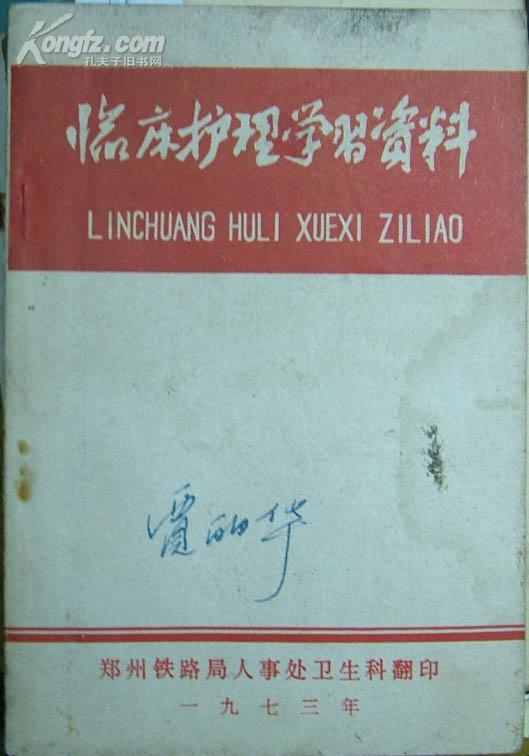 Kongfz.com
孔夫子旧书网
临床护理学习资料
LINCHUANG HULI XUEXI ZILIAO
郑州铁路局人事处卫生科翻印
一九七三年